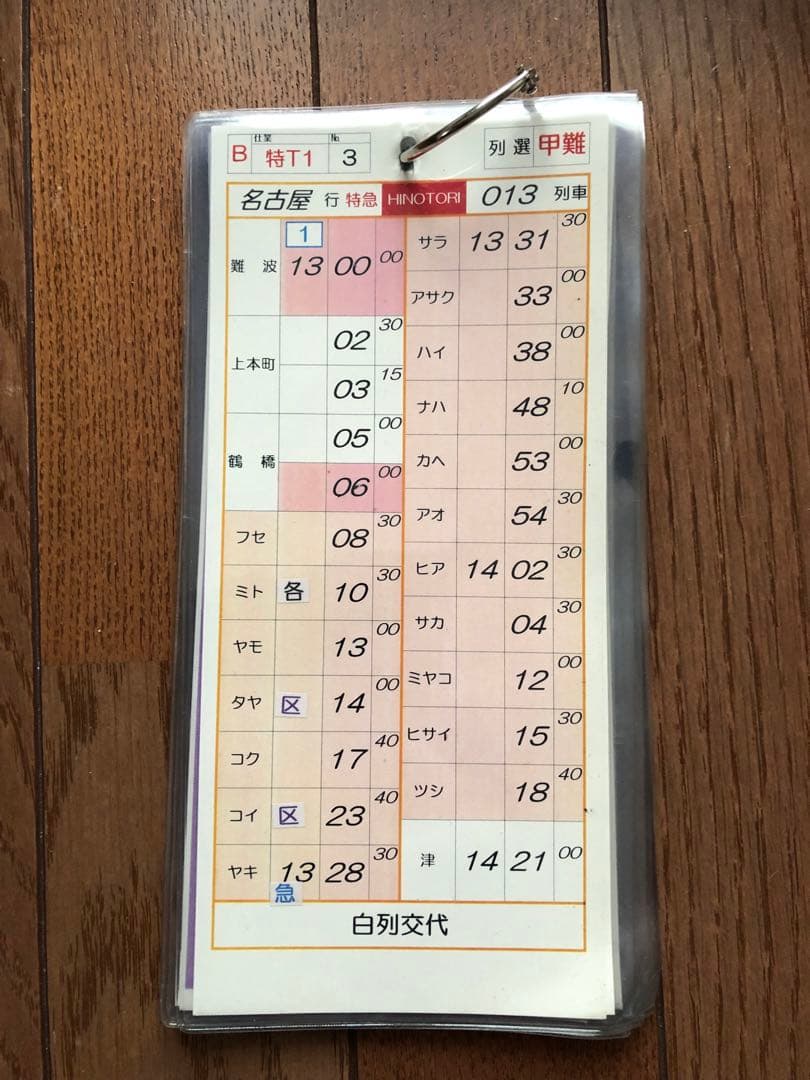 B 仕業 特T1 № 3 列選 甲難
名古屋 行 特急 HINOTORI 013 列車
1
難波 13 00 00
上本町 02 30
03 15
鶴橋 05 00
06 00
フセ 08 30
ミト 各 10 30
ヤモ 13 00
タヤ 区 14 00
コク 17 40
コイ 区 23 40
ヤキ 13 28 30
急
サラ 13 31 30
アサク 33 00
ハイ 38 00
ナハ 48 10
カヘ 53 00
アオ 54 30
ヒア 14 02 30
サカ 04 30
ミヤコ 12 00
ヒサイ 15 30
ツシ 18 40
津 14 21 00
白列交代